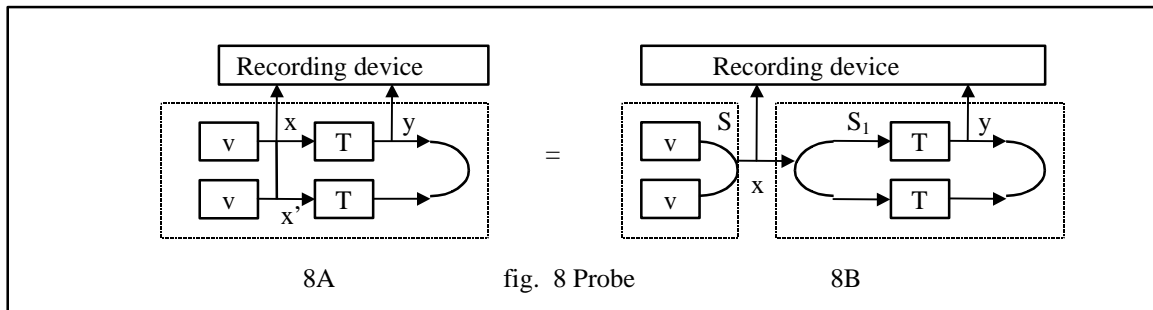 Recording device
Recording device
x y S S₁ y
v T = v T
v T x v T
x’
8A fig. 8 Probe 8B